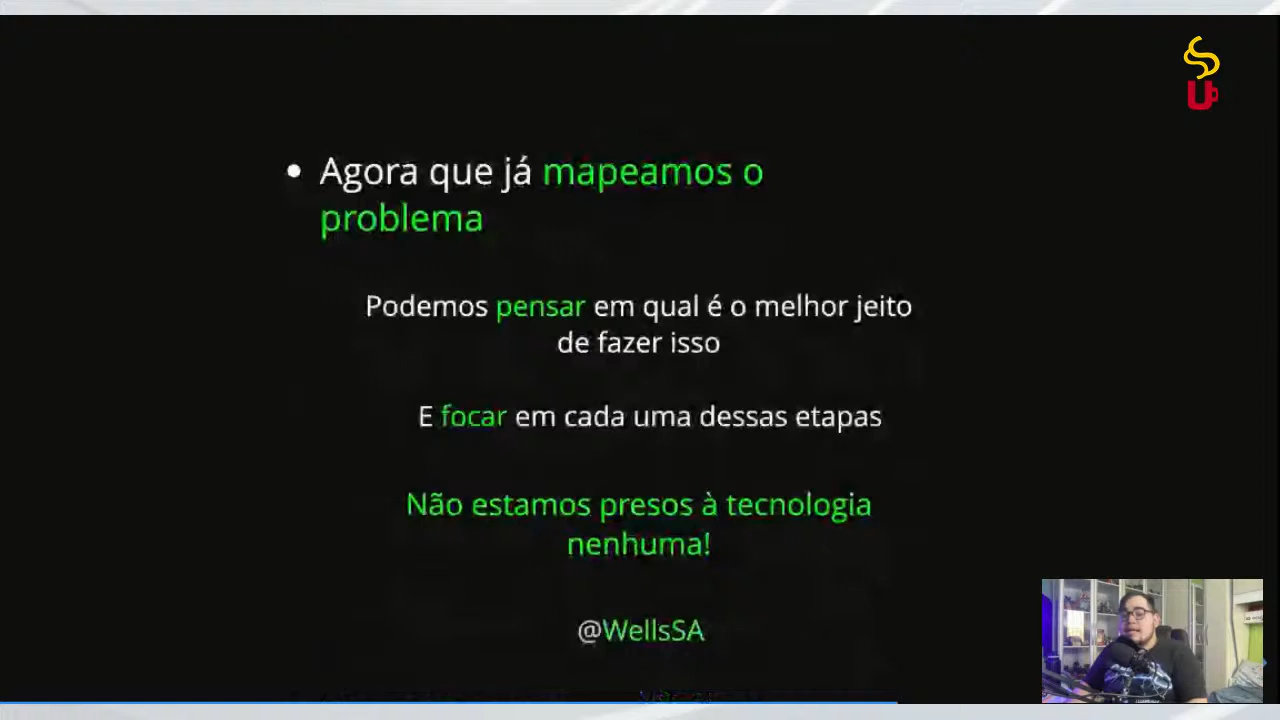 • Agora que já mapeamos o
problema
Podemos pensar em qual é o melhor jeito
de fazer isso
E focar em cada uma dessas etapas
Não estamos presos à tecnologia
nenhuma!
@WellsSA